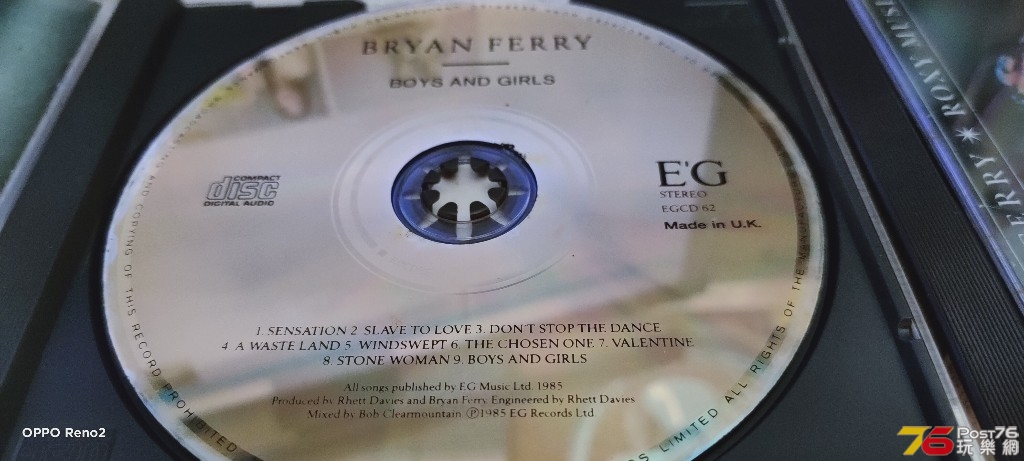 BRYAN FERRY
BOYS AND GIRLS
COMPACT
disc
DIGITAL AUDIO
E'G
STEREO
EGCD 62
Made in U.K.
1. SENSATION 2. SLAVE TO LOVE 3. DON'T STOP THE DANCE
4. A WASTE LAND 5. WINDSWEPT 6. THE CHOSEN ONE 7. VALENTINE
8. STONE WOMAN 9. BOYS AND GIRLS
All songs published by E.G Music Ltd. 1985
Produced by Rhett Davies and Bryan Ferry Engineered by Rhett Davies
Mixed by Bob Clearmountain Ⓟ1985 EG Records Ltd
LIMITED ALL RIGHTS OF THE
AND COPYING OF THIS RECORD PROHIBITED
ERRY ✷ ROXY MUSI
OPPO Reno2
76 Post76
玩樂網